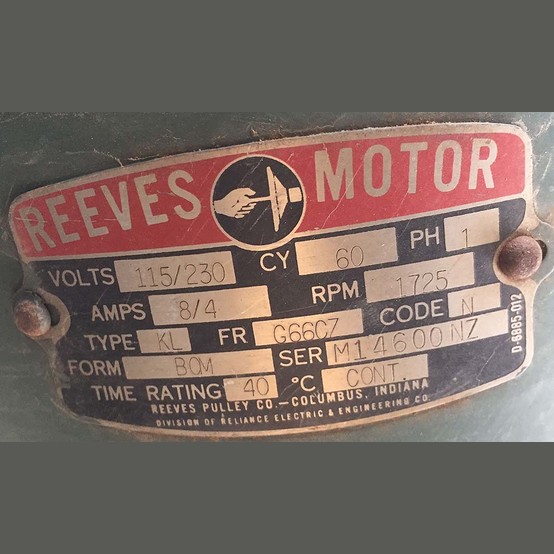 REEVES MOTOR
VOLTS 115/230 CY 60 PH 1
AMPS 8/4 RPM 1725
TYPE KL FR G66CZ CODE N
FORM BOM SER M14600NZ
TIME RATING 40 °C CONT.
REEVES PULLEY CO.—COLUMBUS, INDIANA
DIVISION OF RELIANCE ELECTRIC & ENGINEERING CO.
D-6885-012